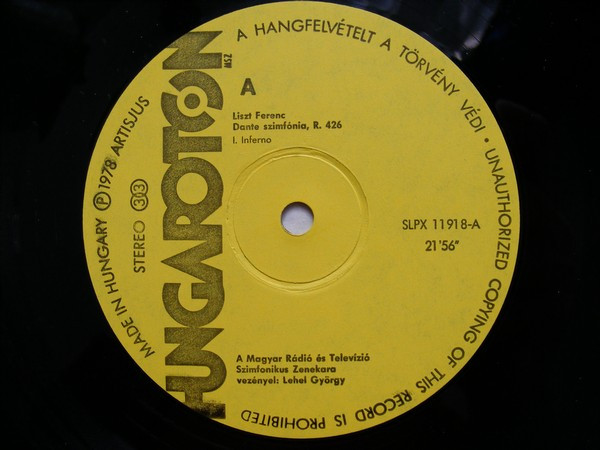 A HANGFELVÉTELT A TÖRVÉNY VÉDI • UNAUTHORIZED COPYING OF THIS RECORD IS PROHIBITED
MADE IN HUNGARY Ⓟ 1978 ARTISJUS
STEREO 33
HUNGAROTON
MSZ
A
Liszt Ferenc
Dante szimfónia, R. 426
I. Inferno
SLPX 11918-A
21'56"
A Magyar Rádió és Televízió
Szimfonikus Zenekara
vezényel: Lehel György